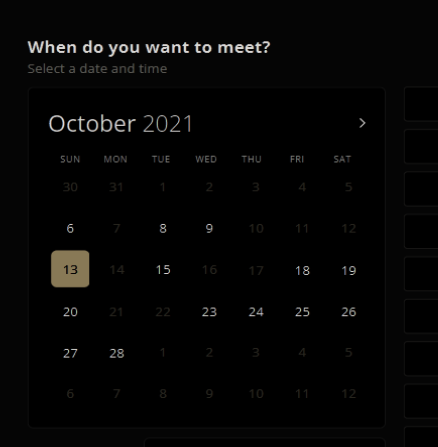 When do you want to meet?
Select a date and time
October 2021
SUN MON TUE WED THU FRI SAT
30 31 1 2 3 4 5
6 7 8 9 10 11 12
13 14 15 16 17 18 19
20 21 22 23 24 25 26
27 28 1 2 3 4 5
6 7 8 9 10 11 12